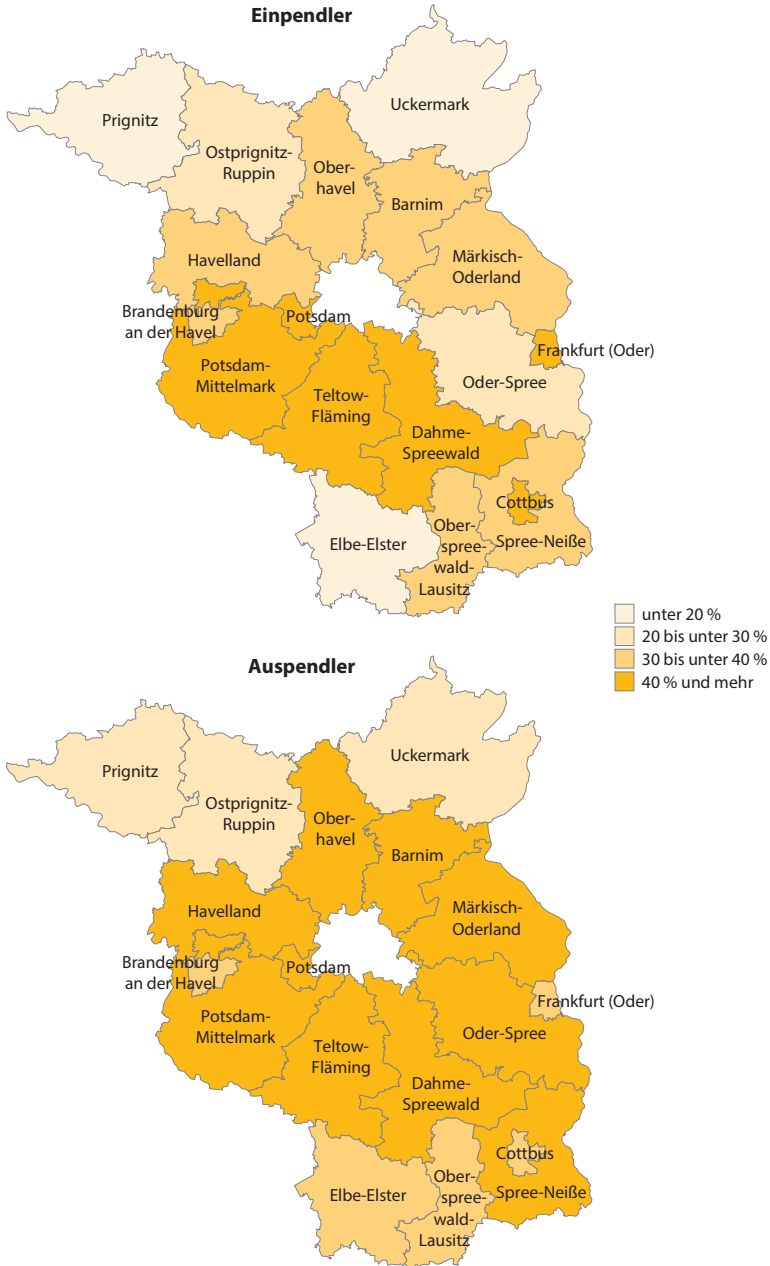 Einpendler
Uckermark
Prignitz
Ostprignitz-
Ruppin
Ober-
havel
Barnim
Havelland
Märkisch-
Oderland
Brandenburg
an der Havel
Potsdam
Frankfurt (Oder)
Potsdam-
Mittelmark
Teltow-
Fläming
Oder-Spree
Dahme-
Spreewald
Cottbus
Elbe-Elster
Ober-
spree-
wald-
Lausitz
Spree-Neiße
unter 20 %
20 bis unter 30 %
30 bis unter 40 %
40 % und mehr
Auspendler
Uckermark
Prignitz
Ostprignitz-
Ruppin
Ober-
havel
Barnim
Havelland
Märkisch-
Oderland
Brandenburg
an der Havel
Potsdam
Frankfurt (Oder)
Potsdam-
Mittelmark
Teltow-
Fläming
Oder-Spree
Dahme-
Spreewald
Cottbus
Elbe-Elster
Ober-
spree-
wald-
Lausitz
Spree-Neiße